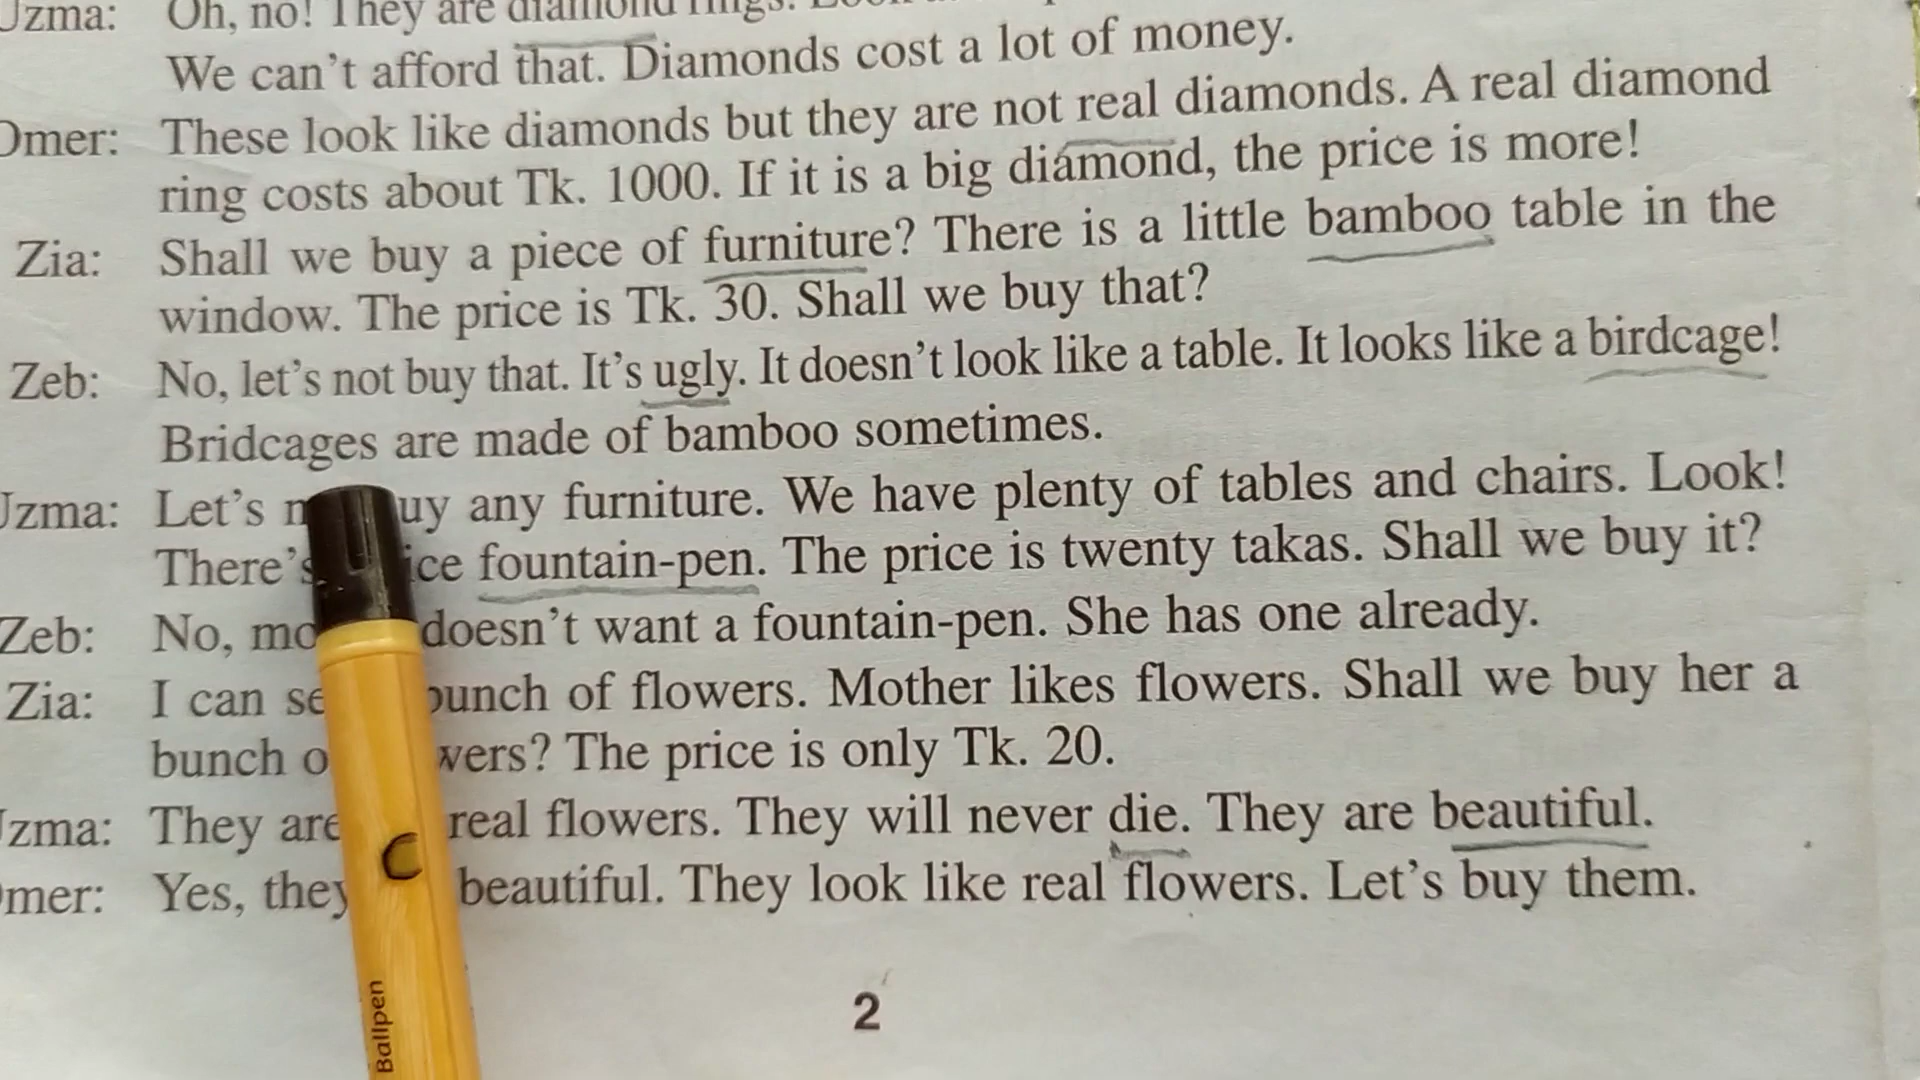 Uzma: Oh, no! They are diamond rings.
We can't afford that. Diamonds cost a lot of money.
Omer: These look like diamonds but they are not real diamonds. A real diamond
ring costs about Tk. 1000. If it is a big diamond, the price is more!
Zia: Shall we buy a piece of furniture? There is a little bamboo table in the
window. The price is Tk. 30. Shall we buy that?
Zeb: No, let's not buy that. It's ugly. It doesn't look like a table. It looks like a birdcage!
Bridcages are made of bamboo sometimes.
Uzma: Let's any furniture. We have plenty of tables and chairs. Look!
There's fountain-pen. The price is twenty takas. Shall we buy it?
Zeb: No, doesn't want a fountain-pen. She has one already.
Zia: I can bunch of flowers. Mother likes flowers. Shall we buy her a
bunch The price is only Tk. 20.
Uzma: They are real flowers. They will never die. They are beautiful.
Omer: Yes, they beautiful. They look like real flowers. Let's buy them.
2
Ballpen